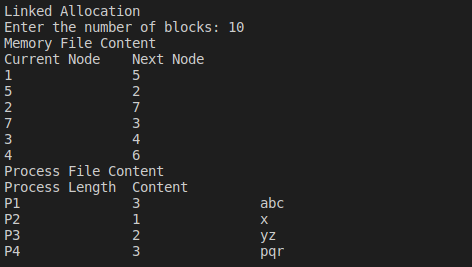 Linked Allocation
Enter the number of blocks: 10
Memory File Content
Current Node    Next Node
1               5
5               2
2               7
7               3
3               4
4               6
Process File Content
Process Length  Content
P1              3               abc
P2              1               x
P3              2               yz
P4              3               pqr